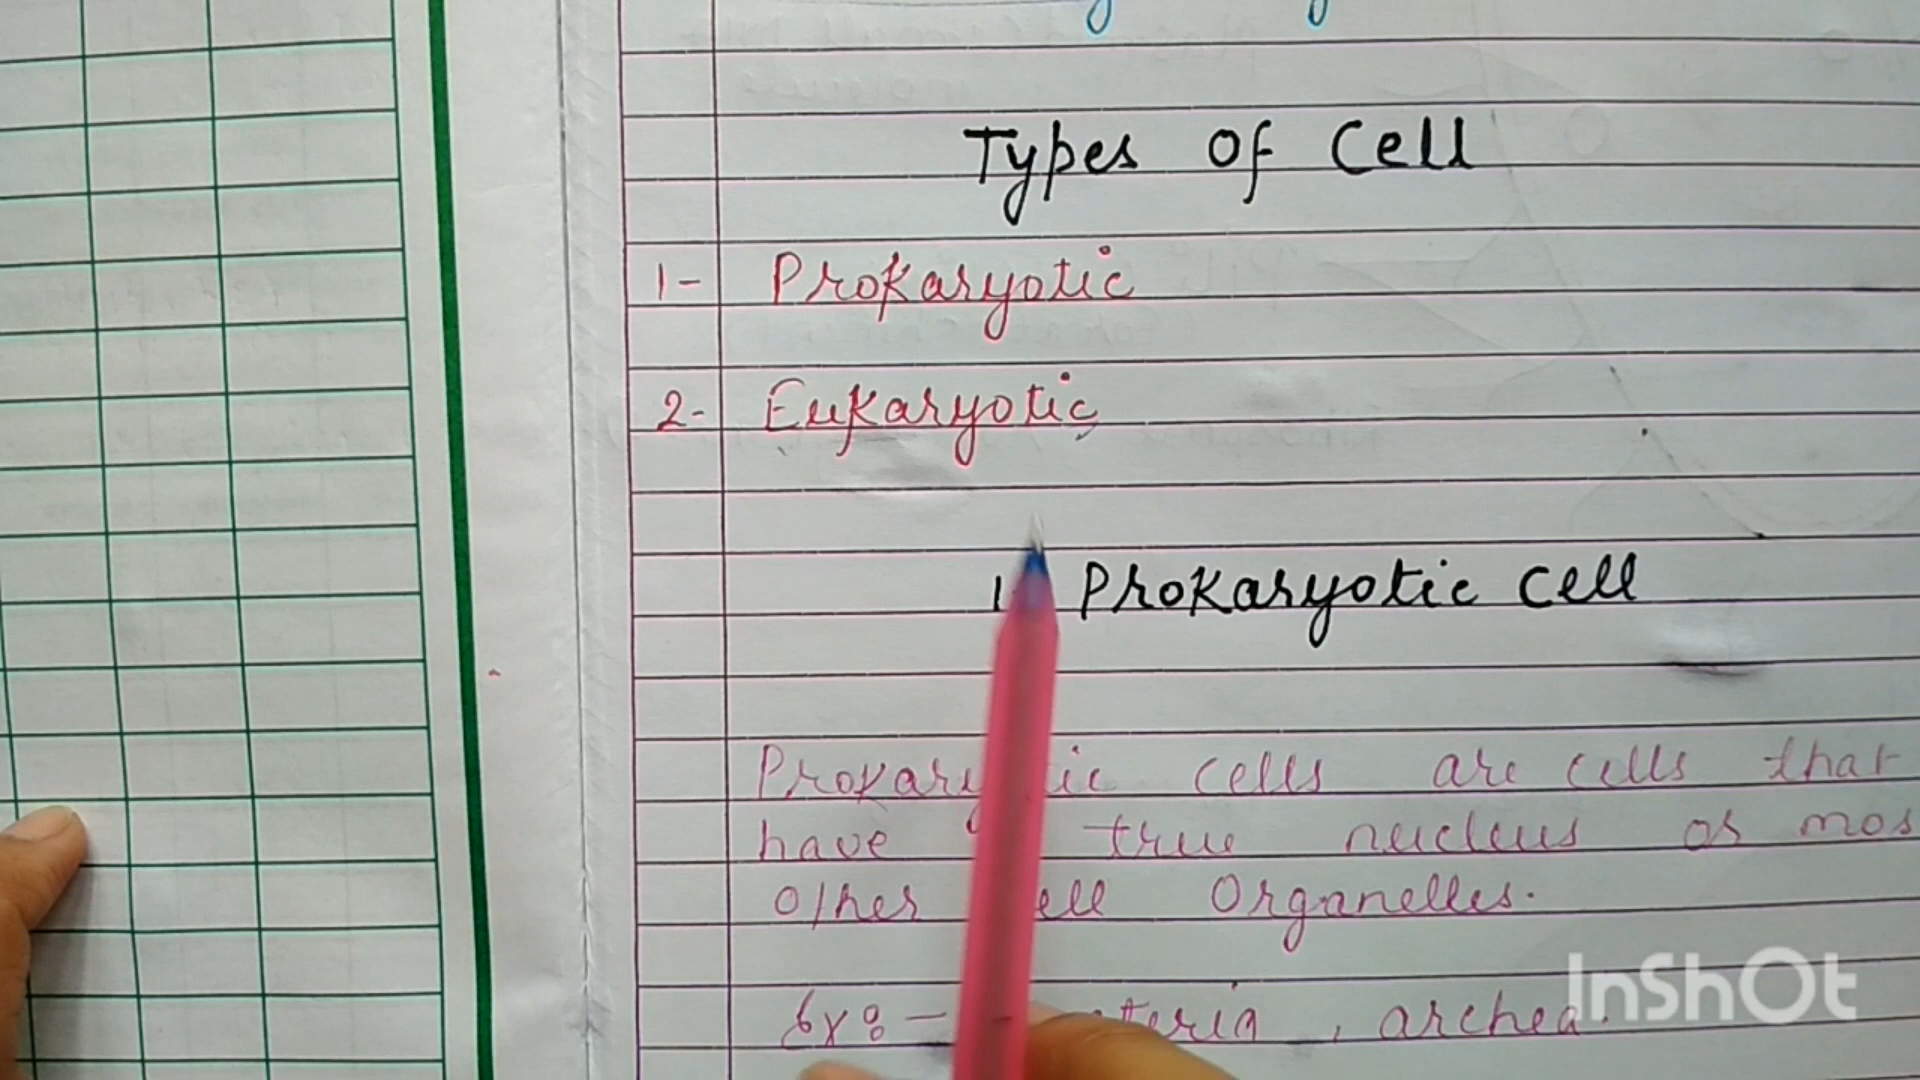 Types of Cell
1- Prokaryotic
2- Eukaryotic
1 Prokaryotic cell
cells are cells that
have true nucleus or
other Organelles.
Ex:- , archea.
InShOt